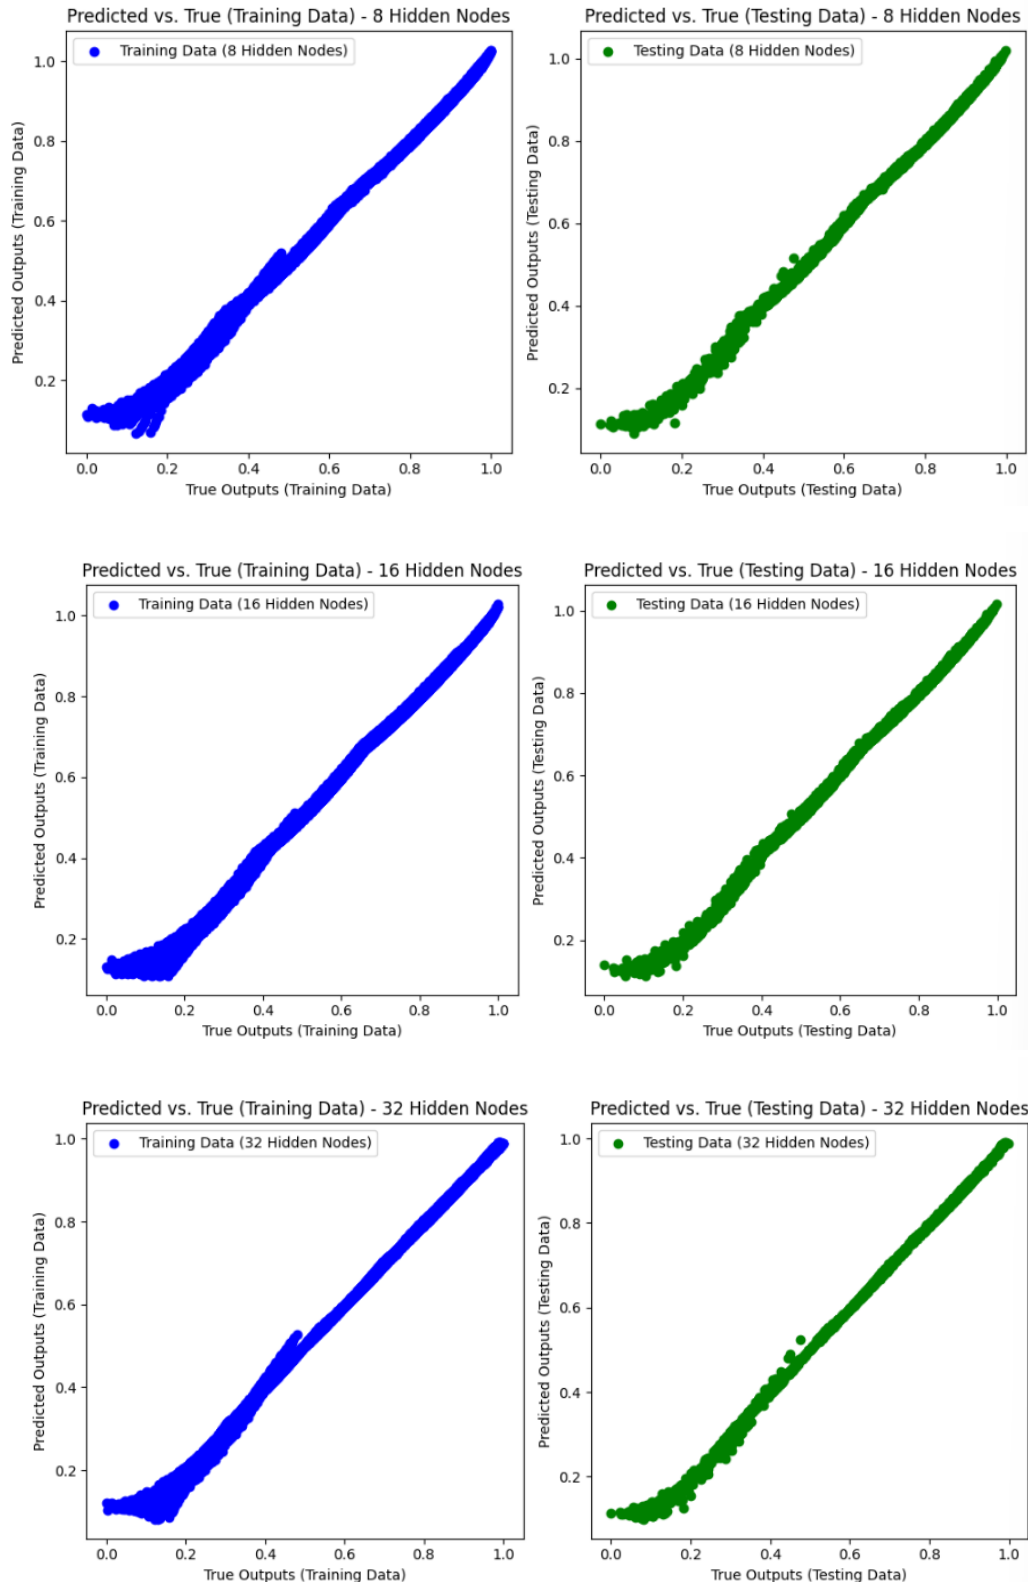 Predicted vs. True (Training Data) - 8 Hidden Nodes
Training Data (8 Hidden Nodes)
Predicted Outputs (Training Data)
1.0
0.8
0.6
0.4
0.2
0.0 0.2 0.4 0.6 0.8 1.0
True Outputs (Training Data)
Predicted vs. True (Testing Data) - 8 Hidden Nodes
Testing Data (8 Hidden Nodes)
Predicted Outputs (Testing Data)
1.0
0.8
0.6
0.4
0.2
0.0 0.2 0.4 0.6 0.8 1.0
True Outputs (Testing Data)
Predicted vs. True (Training Data) - 16 Hidden Nodes
Training Data (16 Hidden Nodes)
Predicted Outputs (Training Data)
1.0
0.8
0.6
0.4
0.2
0.0 0.2 0.4 0.6 0.8 1.0
True Outputs (Training Data)
Predicted vs. True (Testing Data) - 16 Hidden Nodes
Testing Data (16 Hidden Nodes)
Predicted Outputs (Testing Data)
1.0
0.8
0.6
0.4
0.2
0.0 0.2 0.4 0.6 0.8 1.0
True Outputs (Testing Data)
Predicted vs. True (Training Data) - 32 Hidden Nodes
Training Data (32 Hidden Nodes)
Predicted Outputs (Training Data)
1.0
0.8
0.6
0.4
0.2
0.0 0.2 0.4 0.6 0.8 1.0
True Outputs (Training Data)
Predicted vs. True (Testing Data) - 32 Hidden Nodes
Testing Data (32 Hidden Nodes)
Predicted Outputs (Testing Data)
1.0
0.8
0.6
0.4
0.2
0.0 0.2 0.4 0.6 0.8 1.0
True Outputs (Testing Data)